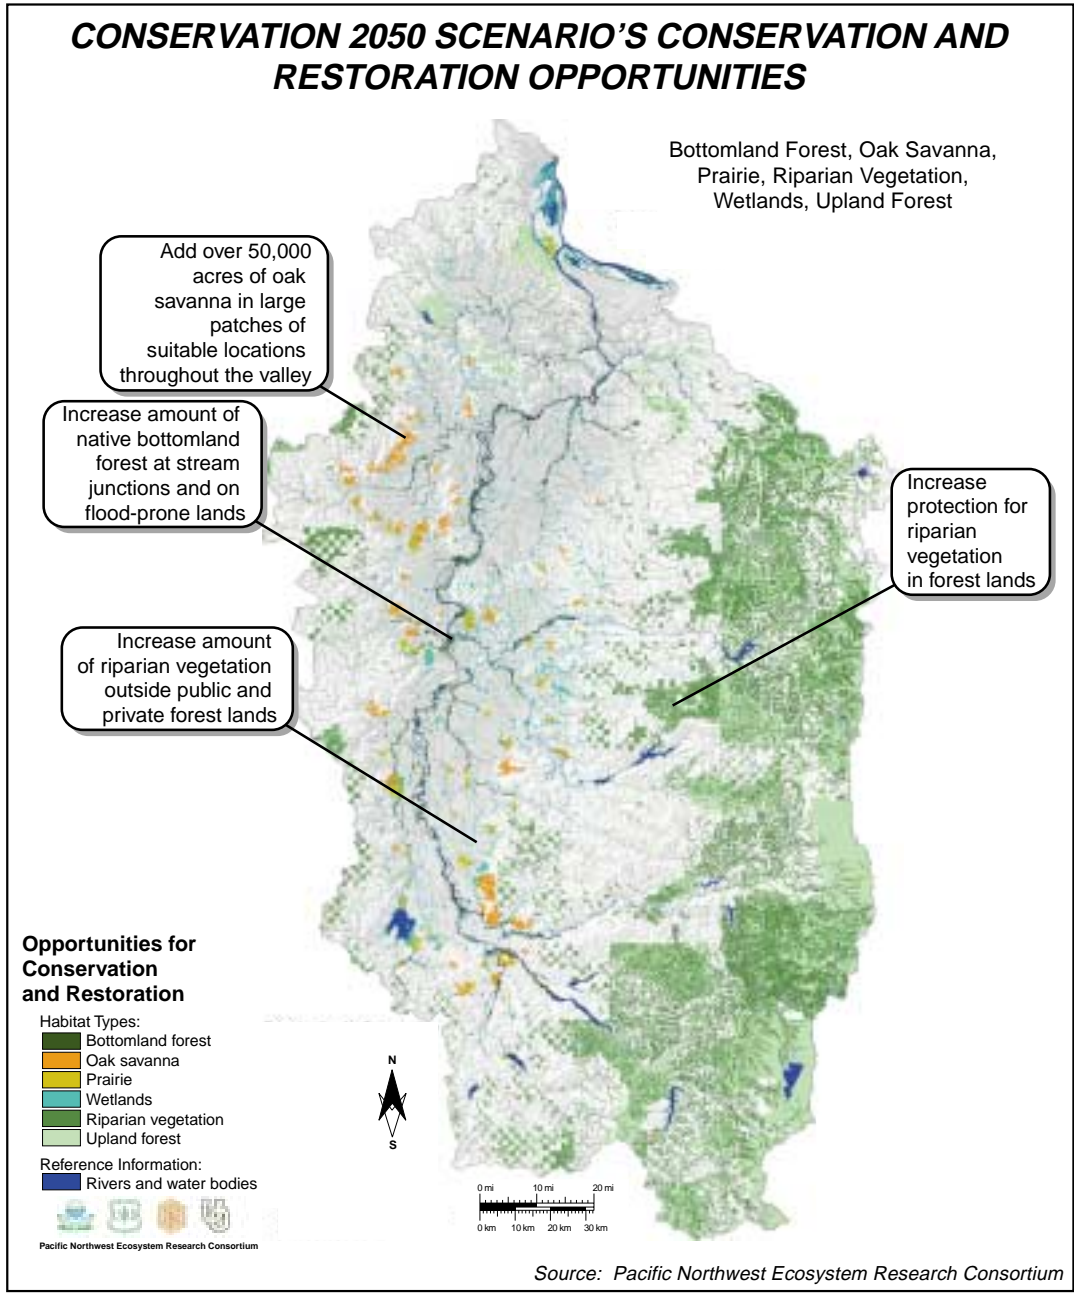 CONSERVATION 2050 SCENARIO'S CONSERVATION AND
RESTORATION OPPORTUNITIES
Bottomland Forest, Oak Savanna,
Prairie, Riparian Vegetation,
Wetlands, Upland Forest
Add over 50,000
acres of oak
savanna in large
patches of
suitable locations
throughout the valley
Increase amount of
native bottomland
forest at stream
junctions and on
flood-prone lands
Increase
protection for
riparian
vegetation
in forest lands
Increase amount
of riparian vegetation
outside public and
private forest lands
Opportunities for
Conservation
and Restoration
Habitat Types:
Bottomland forest
Oak savanna
Prairie
Wetlands
Riparian vegetation
Upland forest
Reference Information:
Rivers and water bodies
Pacific Northwest Ecosystem Research Consortium
N
S
0 mi 10 mi 20 mi
0 km 10 km 20 km 30 km
Source: Pacific Northwest Ecosystem Research Consortium